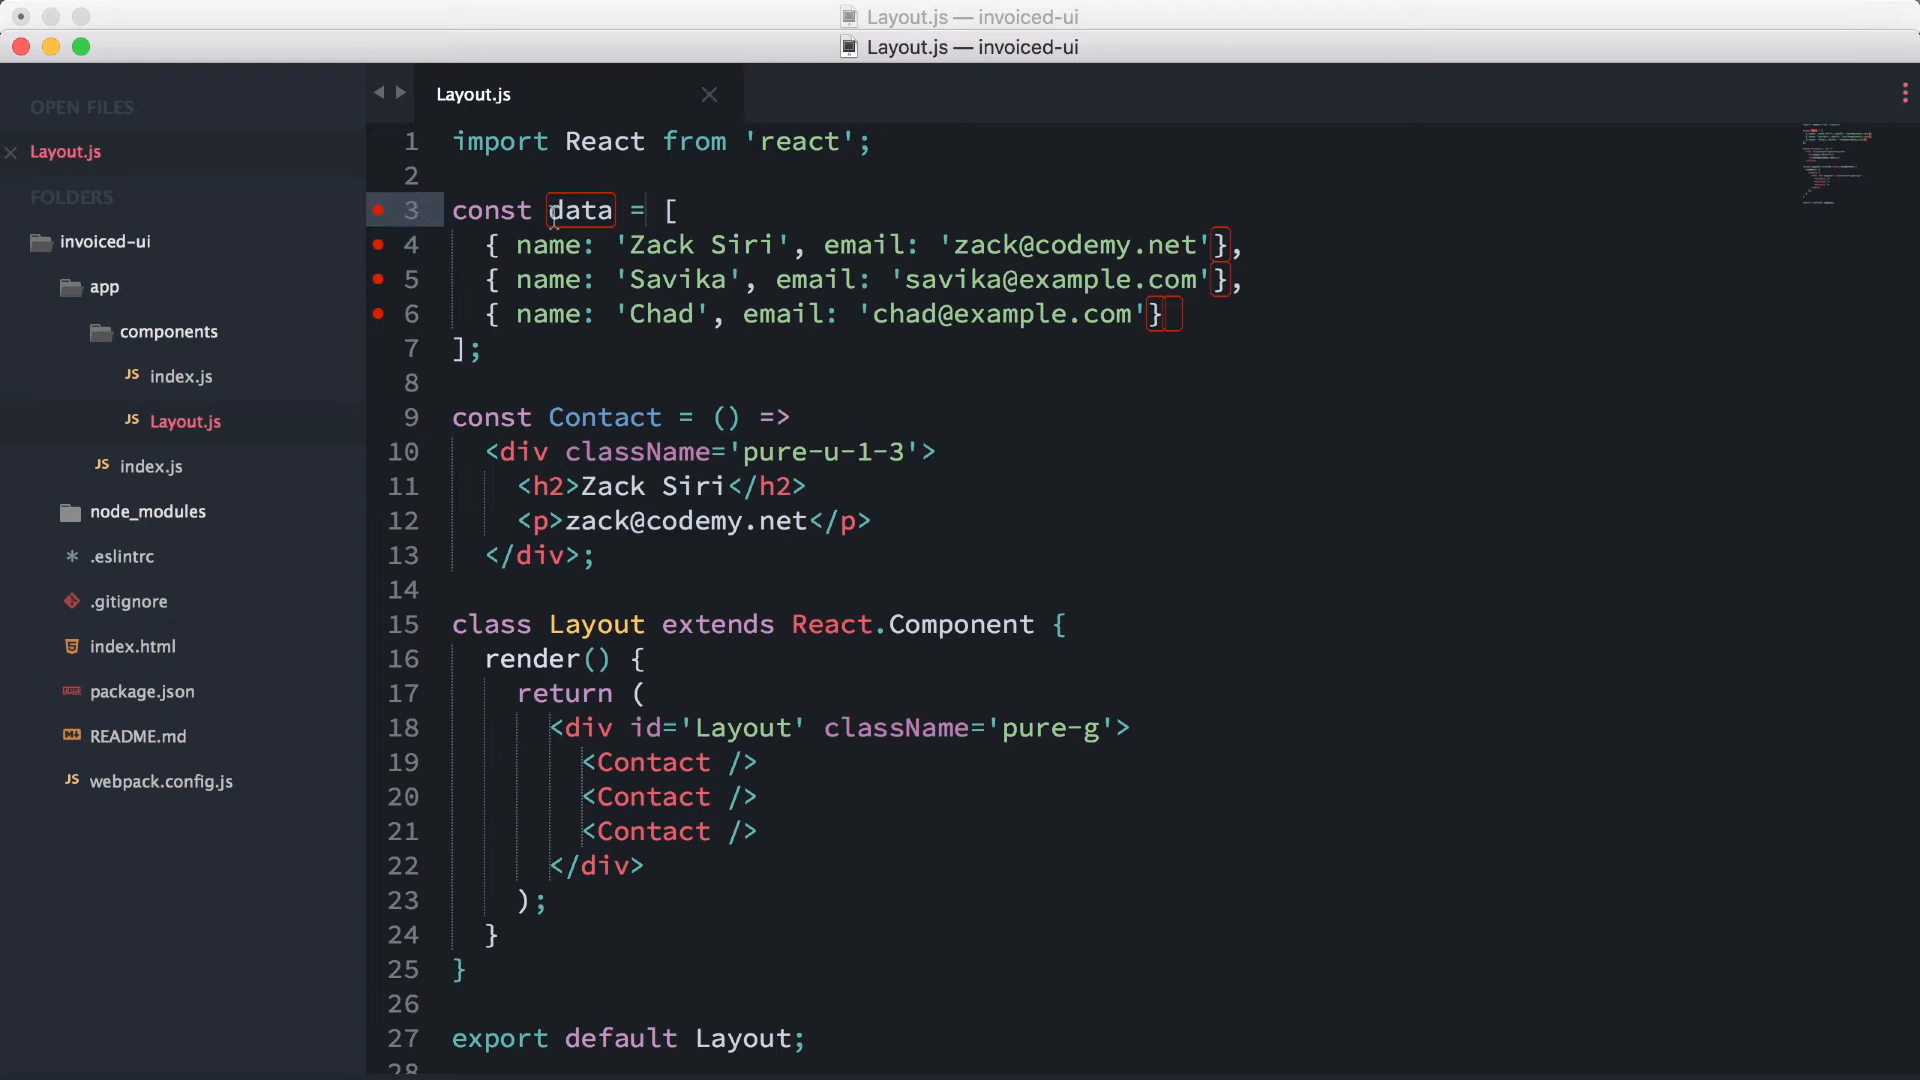 Layout.js — invoiced-ui
Layout.js — invoiced-ui
OPEN FILES
Layout.js
FOLDERS
invoiced-ui
app
components
JS index.js
JS Layout.js
JS index.js
node_modules
.eslintrc
.gitignore
index.html
package.json
README.md
JS webpack.config.js
Layout.js
1 import React from 'react';
2
3 const data = [
4 { name: 'Zack Siri', email: 'zack@codemy.net'},
5 { name: 'Savika', email: 'savika@example.com'},
6 { name: 'Chad', email: 'chad@example.com'}
7 ];
8
9 const Contact = () =>
10 <div className='pure-u-1-3'>
11 <h2>Zack Siri</h2>
12 <p>zack@codemy.net</p>
13 </div>;
14
15 class Layout extends React.Component {
16 render() {
17 return (
18 <div id='Layout' className='pure-g'>
19 <Contact />
20 <Contact />
21 <Contact />
22 </div>
23 );
24 }
25 }
26
27 export default Layout;
28